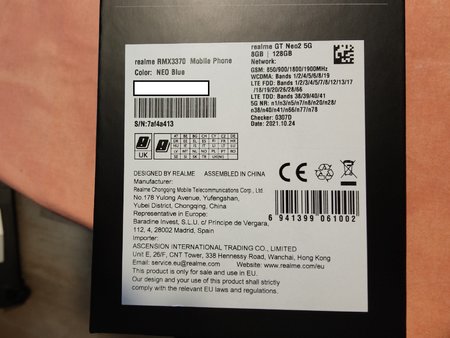 realme RMX3370 Mobile Phone
Color: NEO Blue
S/N:7af4a413
realme GT Neo2 5G
8GB | 128GB
Network:
GSM: 850/900/1800/1900MHz
WCDMA: Bands 1/2/4/5/6/8/19
LTE FDD: Bands 1/2/3/4/5/7/8/12/13/17
/18/19/20/26/28/66
LTE TDD: Bands 38/39/40/41
5G NR: n1/n3/n5/n7/n8/n20/n28/
n38/n40/n41/n66/n77/n78
Checker: 0307D
Date: 2021.10.24
UK
DESIGNED BY REALME ASSEMBLED IN CHINA
Manufacturer:
Realme Chongqing Mobile Telecommunications Corp., Ltd.
No.178 Yulong Avenue, Yufengshan,
Yubei District, Chongqing, China
Representative in Europe:
Baradine Invest, S.L.U. c/ Principe de Vergara,
112, 4, 28002 Madrid, Spain
Importer:
ASCENSION INTERNATIONAL TRADING CO., LIMITED
Unit E, 26/F, CNT Tower, 338 Hennessy Road, Wanchai, Hong Kong
Email: service.eu@realme.com www.realme.com/eu
This product is only for sale and use in EU.
Our design and use of this product shall strictly
comply with relevant EU laws and regulations.
CE
6 941399 061002